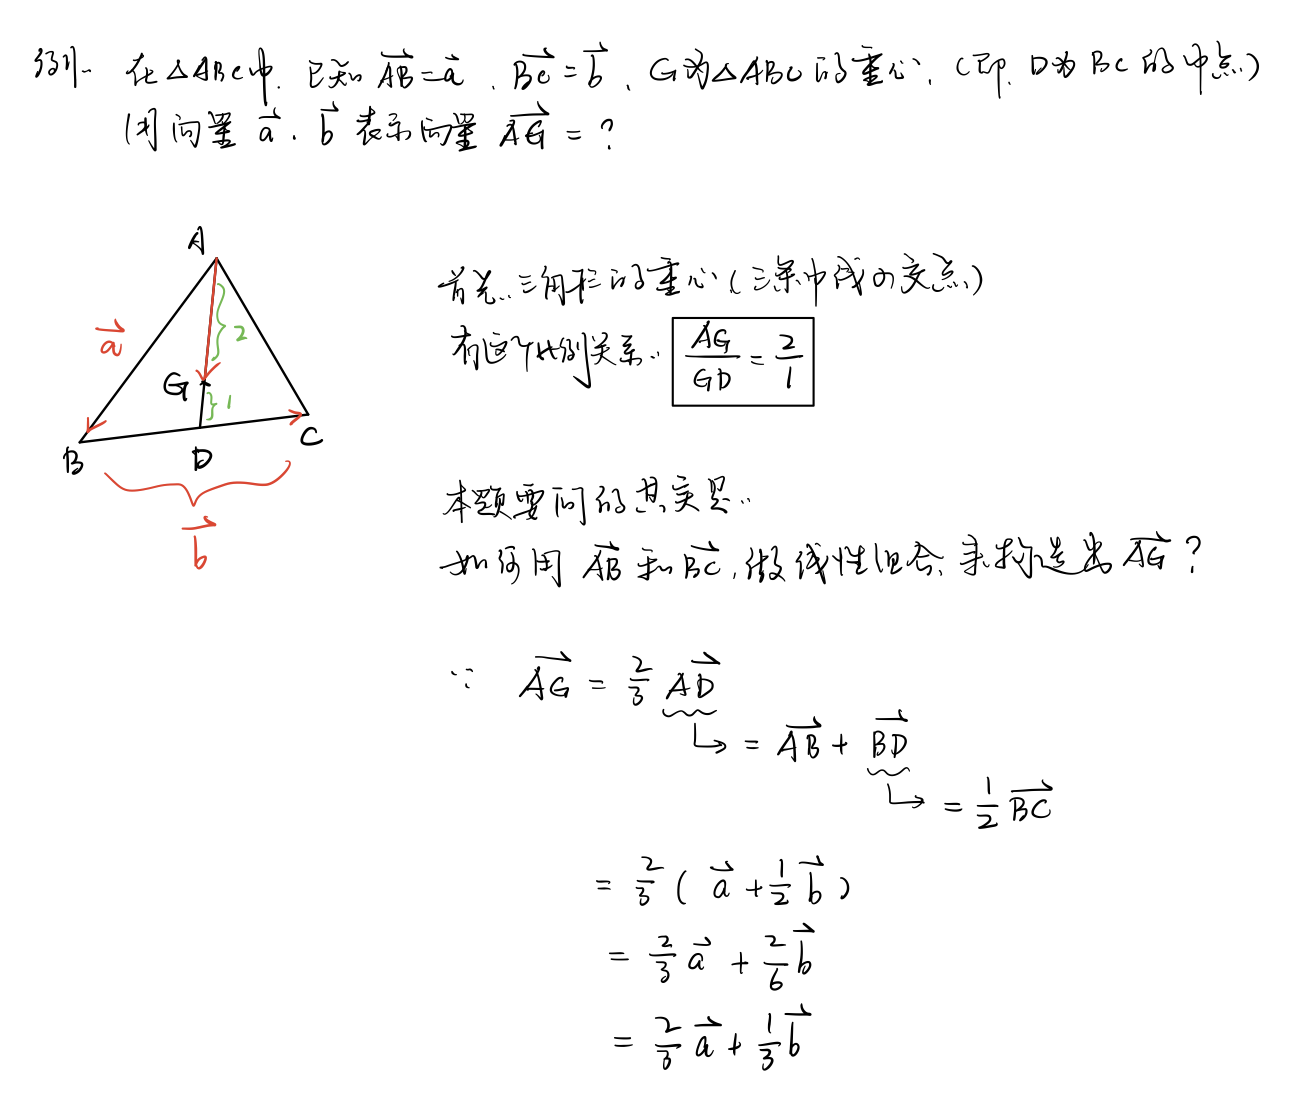 例1. 在△ABC中, 已知 $\overrightarrow{AB}=\vec{a}$, $\overrightarrow{BC}=\vec{b}$, G为△ABC的重心, (即, D为BC的中点)
用向量 $\vec{a}$, $\vec{b}$ 表示向量 $\overrightarrow{AG}$ = ?
A
$\vec{a}$
2
G
1
B
D
C
$\vec{b}$
首先.. 三角形的重心 (三条中线の交点)
有这个比例关系.. $\frac{AG}{GD}=\frac{2}{1}$
本题要问的其实是..
如何用 $\overrightarrow{AB}$ 和 $\overrightarrow{BC}$, 做线性组合, 来构造出 $\overrightarrow{AG}$ ?
∵ $\overrightarrow{AG}=\frac{2}{3}\overrightarrow{AD}$
↳ $=\overrightarrow{AB}+\overrightarrow{BD}$
↳ $=\frac{1}{2}\overrightarrow{BC}$
$=\frac{2}{3}(\vec{a}+\frac{1}{2}\vec{b})$
$=\frac{2}{3}\vec{a}+\frac{2}{6}\vec{b}$
$=\frac{2}{3}\vec{a}+\frac{1}{3}\vec{b}$